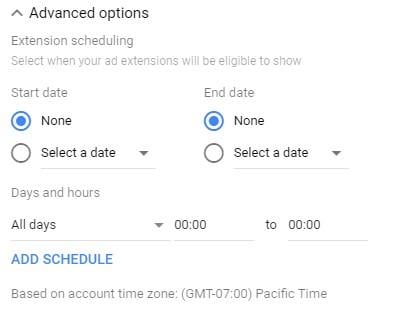 Advanced options
Extension scheduling
Select when your ad extensions will be eligible to show
Start date End date
None None
Select a date Select a date
Days and hours
All days 00:00 to 00:00
ADD SCHEDULE
Based on account time zone: (GMT-07:00) Pacific Time